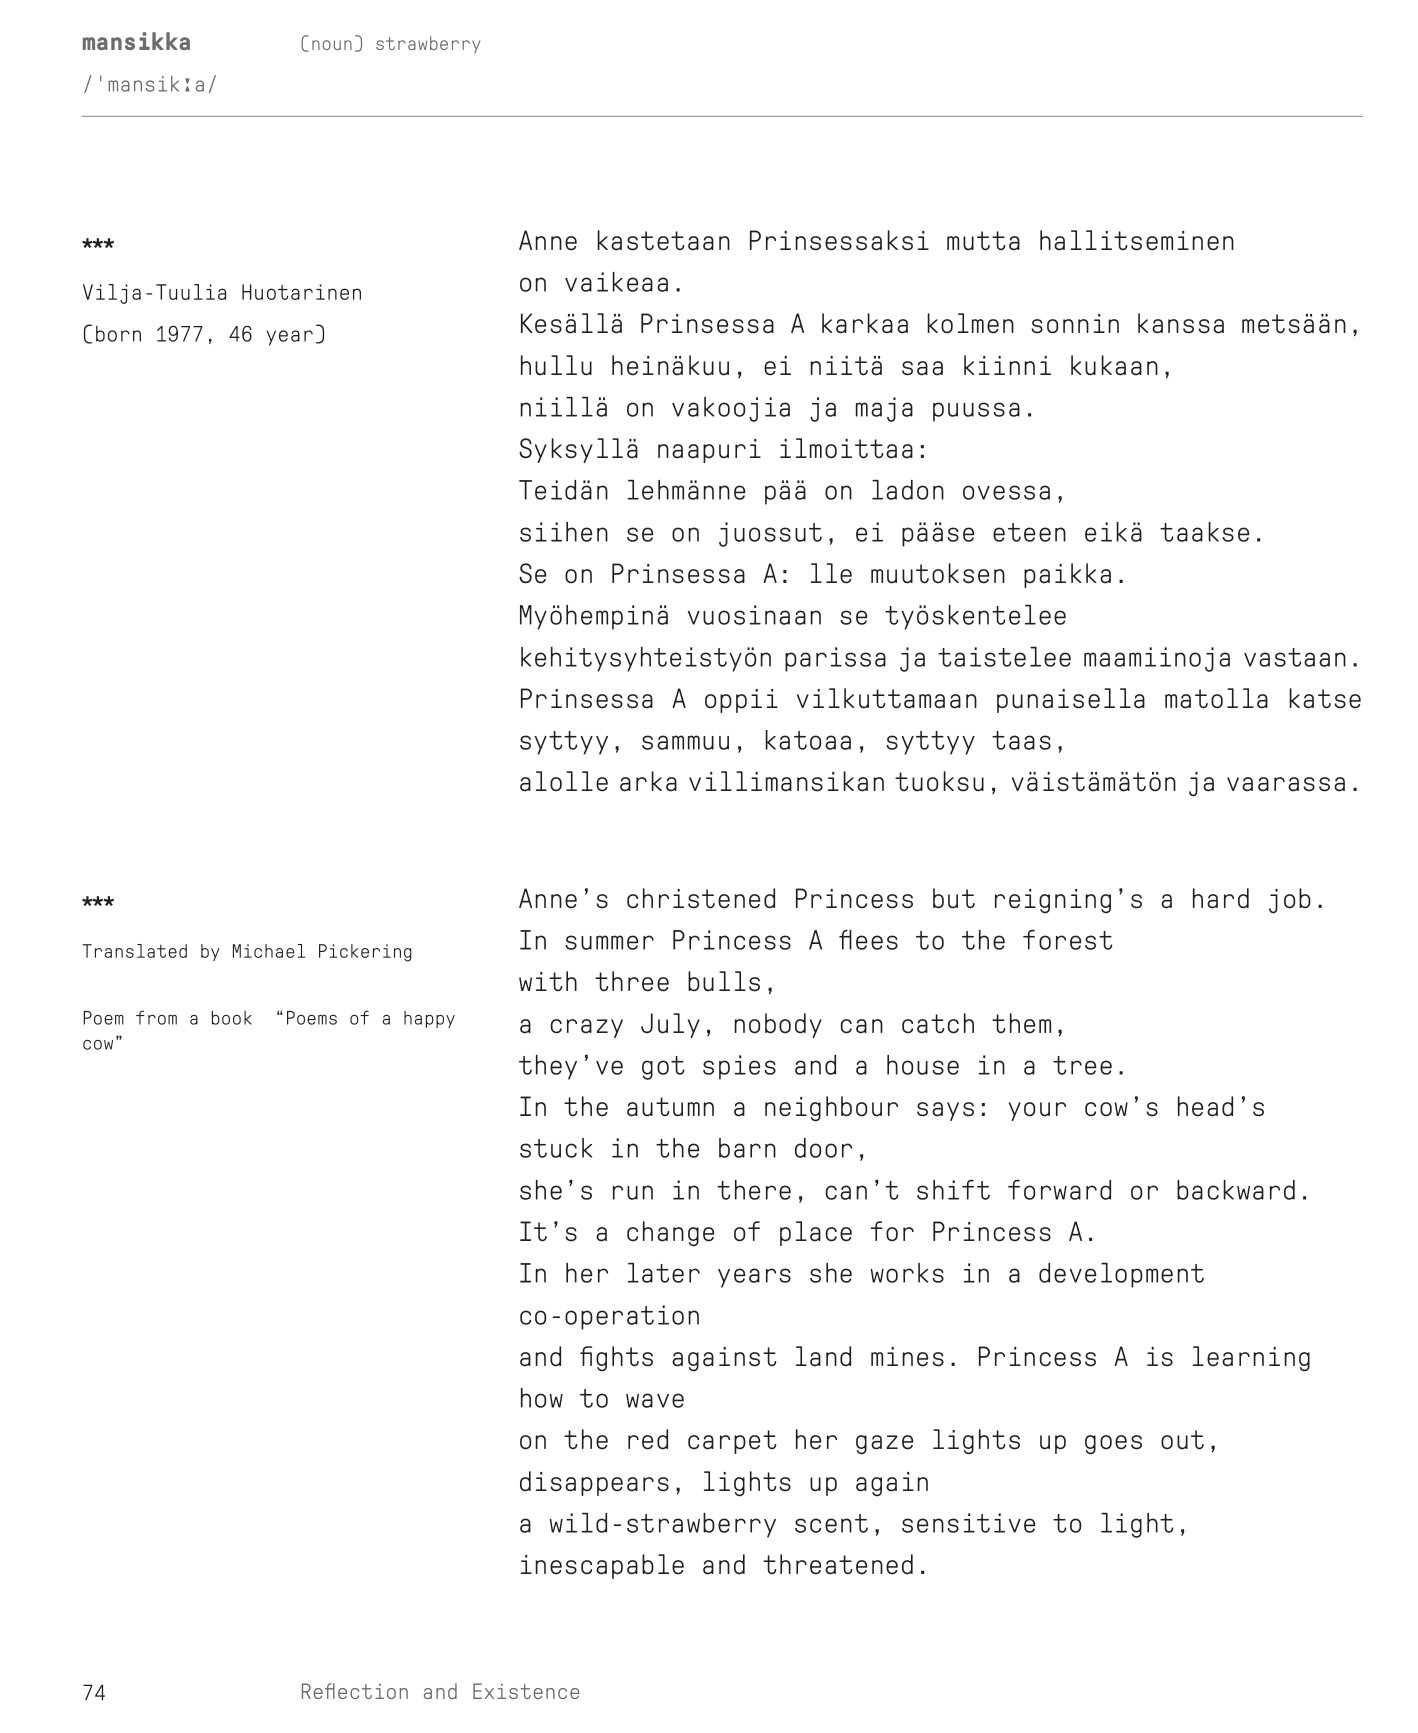 mansikka (noun) strawberry
/ˈmansikːa/
***
Vilja-Tuulia Huotarinen
(born 1977, 46 year)
Anne kastetaan Prinsessaksi mutta hallitseminen
on vaikeaa.
Kesällä Prinsessa A karkaa kolmen sonnin kanssa metsään,
hullu heinäkuu, ei niitä saa kiinni kukaan,
niillä on vakoojia ja maja puussa.
Syksyllä naapuri ilmoittaa:
Teidän lehmänne pää on ladon ovessa,
siihen se on juossut, ei pääse eteen eikä taakse.
Se on Prinsessa A: lle muutoksen paikka.
Myöhempinä vuosinaan se työskentelee
kehitysyhteistyön parissa ja taistelee maamiinoja vastaan.
Prinsessa A oppii vilkuttamaan punaisella matolla katse
syttyy, sammuu, katoaa, syttyy taas,
alolle arka villimansikan tuoksu, väistämätön ja vaarassa.
***
Translated by Michael Pickering
Poem from a book “Poems of a happy
cow”
Anne’s christened Princess but reigning’s a hard job.
In summer Princess A flees to the forest
with three bulls,
a crazy July, nobody can catch them,
they’ve got spies and a house in a tree.
In the autumn a neighbour says: your cow’s head’s
stuck in the barn door,
she’s run in there, can’t shift forward or backward.
It’s a change of place for Princess A.
In her later years she works in a development
co-operation
and fights against land mines. Princess A is learning
how to wave
on the red carpet her gaze lights up goes out,
disappears, lights up again
a wild-strawberry scent, sensitive to light,
inescapable and threatened.
74 Reflection and Existence